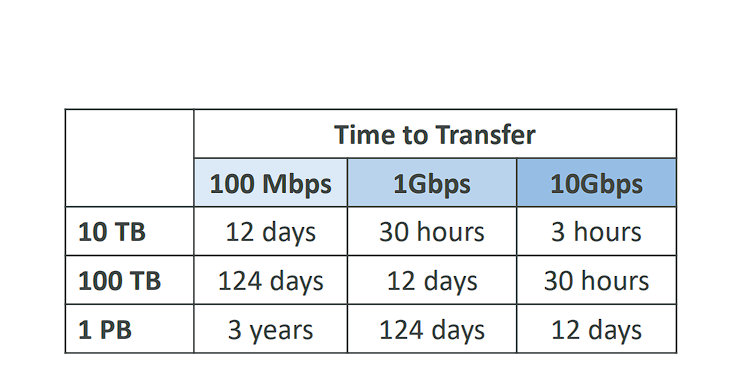 Time to Transfer
100 Mbps 1Gbps 10Gbps
10 TB 12 days 30 hours 3 hours
100 TB 124 days 12 days 30 hours
1 PB 3 years 124 days 12 days